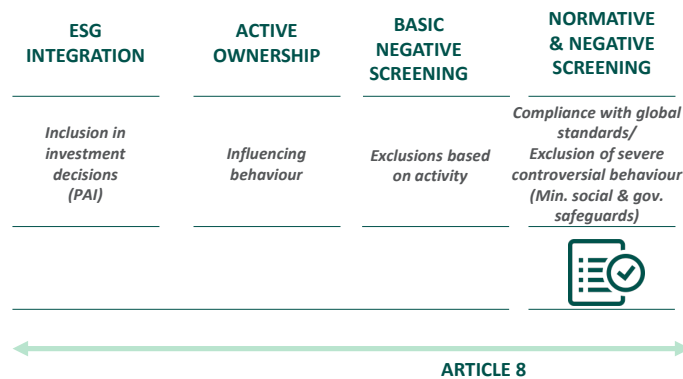 ESG
INTEGRATION
ACTIVE
OWNERSHIP
BASIC
NEGATIVE
SCREENING
NORMATIVE
& NEGATIVE
SCREENING
Inclusion in
investment
decisions
(PAI)
Influencing
behaviour
Exclusions based
on activity
Compliance with global
standards/
Exclusion of severe
controversial behaviour
(Min. social & gov.
safeguards)
ARTICLE 8